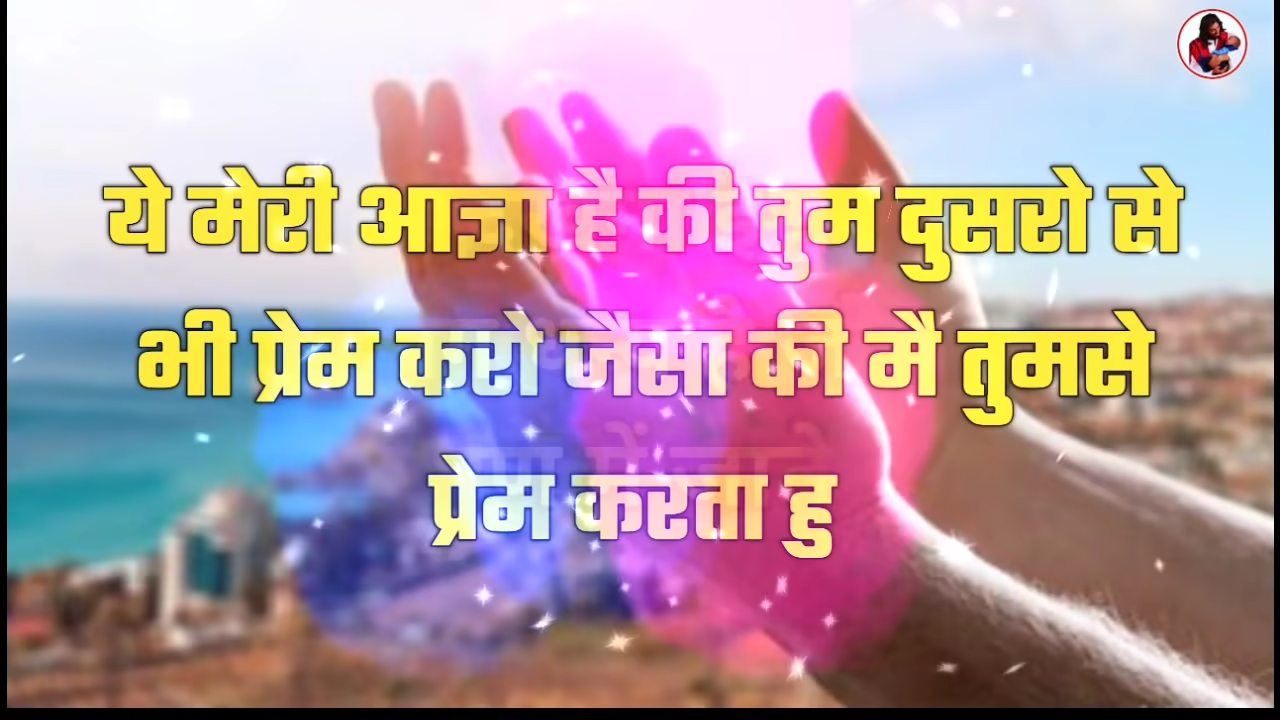 ये मेरी आज्ञा है की तुम दुसरो से
भी प्रेम करो जैसा की मै तुमसे
प्रेम करता हु